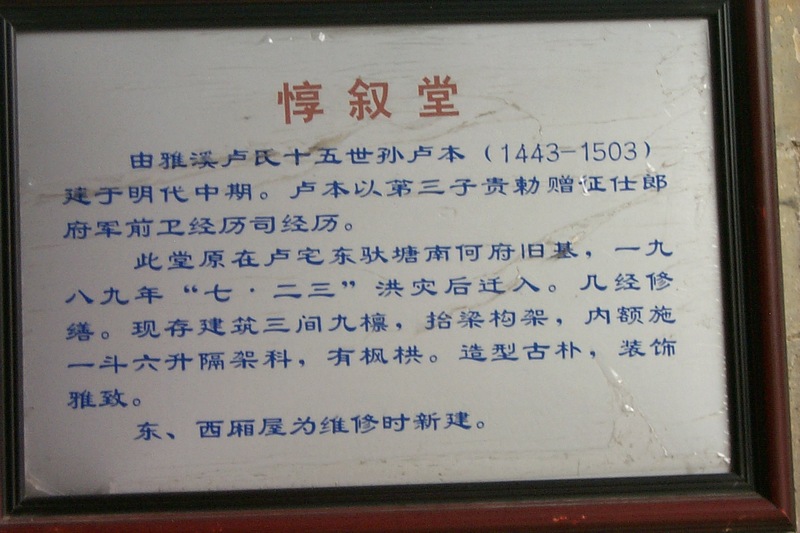 惇叙堂
由雅溪卢氏十五世孙卢本（1443-1503）
建于明代中期。卢本以第三子贵勅赠征仕郎
府军前卫经历司经历。
此堂原在卢宅东驮塘南何府旧基，一九
八九年“七·二三”洪灾后迁入。几经修
缮。现存建筑三间九檩，抬梁构架，内额施
一斗六升隔架科，有枫栱。造型古朴，装饰
雅致。
东、西厢屋为维修时新建。